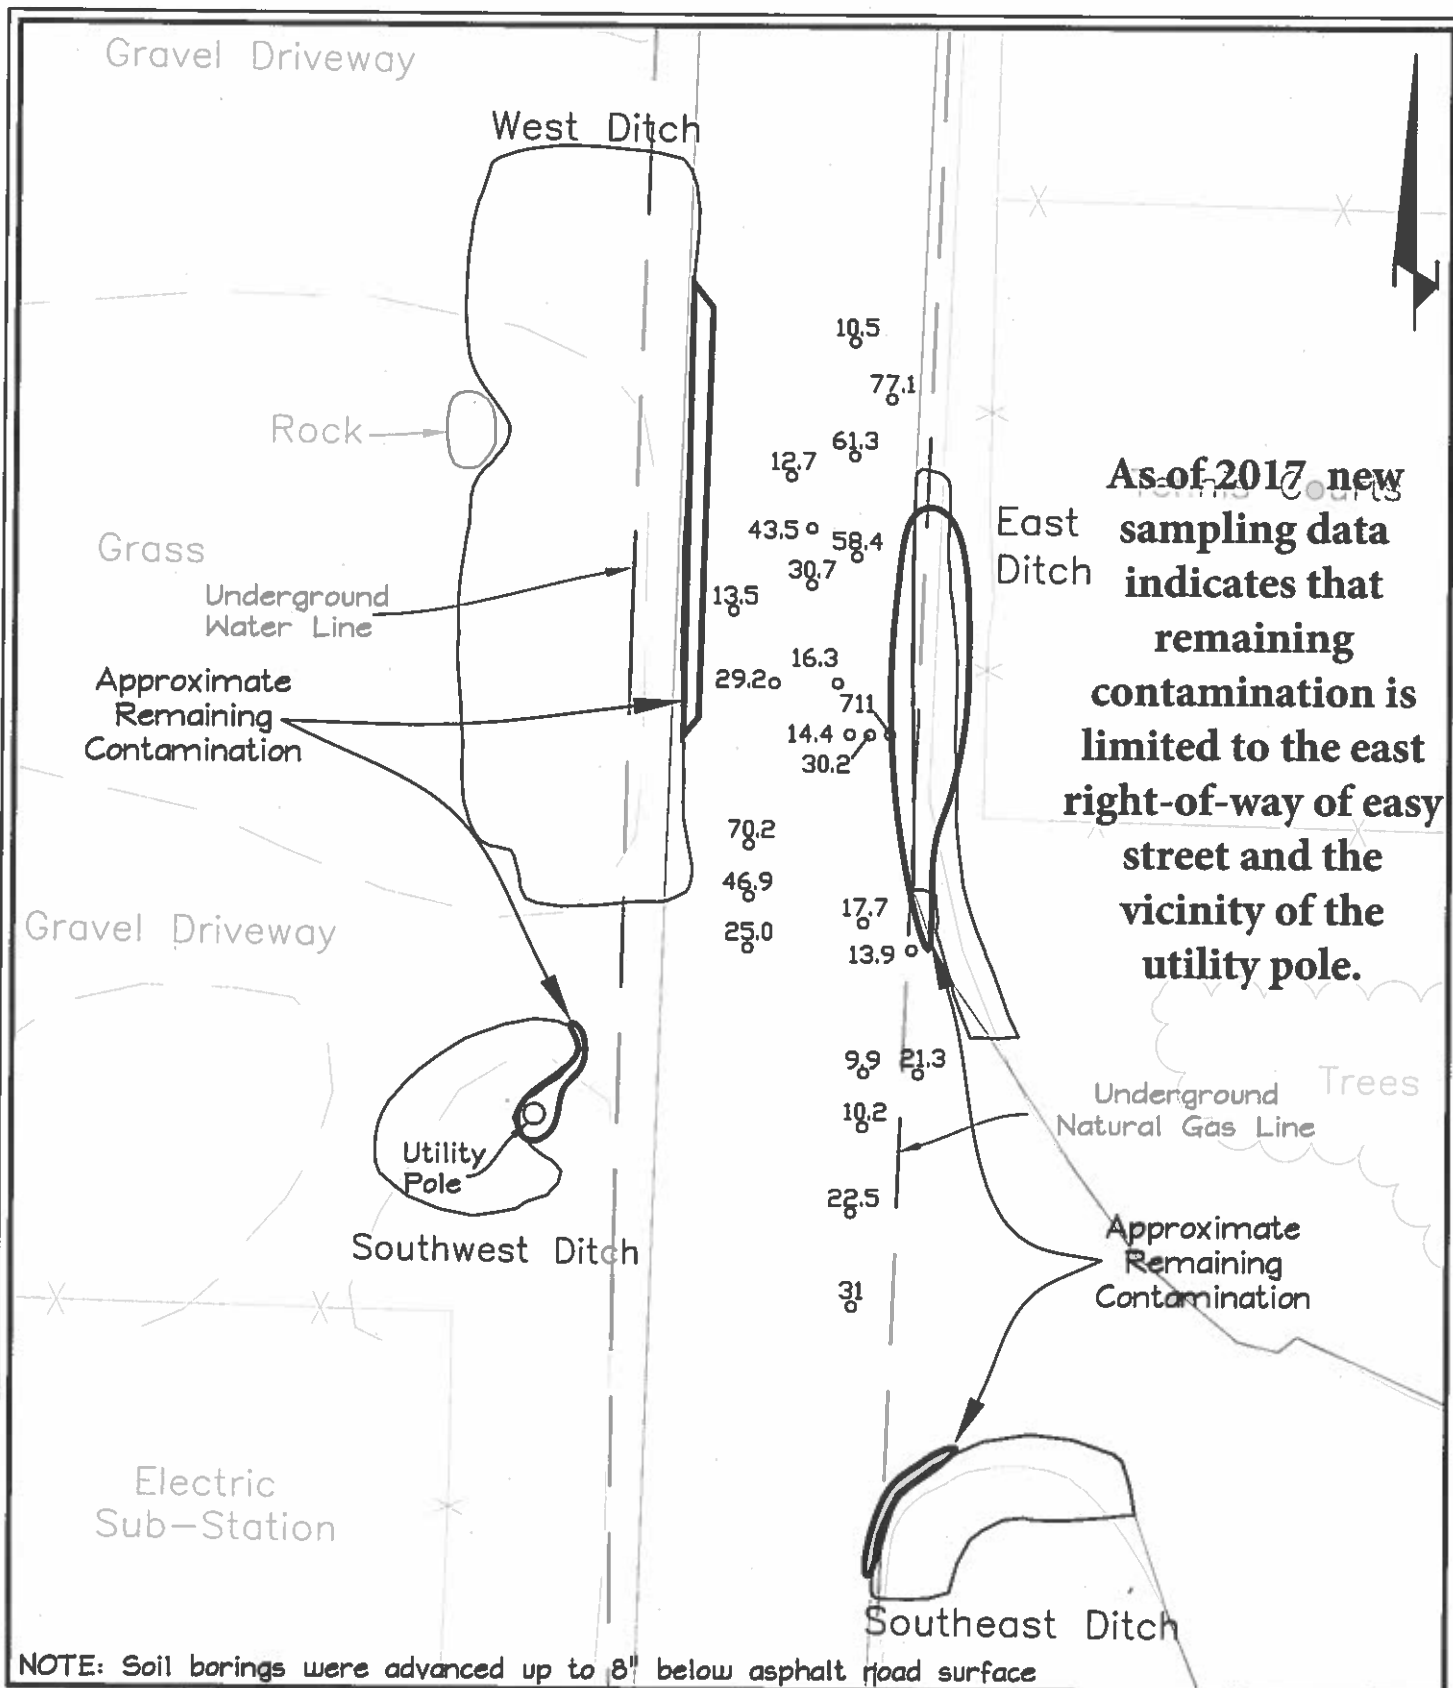 Gravel Driveway
West Ditch
10.5
77.1
61.3
12.7
Rock
As of 2017 new
Tennis Courts
sampling data
indicates that
remaining
contamination is
limited to the east
right-of-way of easy
street and the
vicinity of the
utility pole.
East
Ditch
43.5
58.4
30.7
Grass
13.5
Underground
Water Line
16.3
29.2
Approximate
Remaining
Contamination
711
14.4
30.2
70.2
46.9
25.0
17.7
13.9
Gravel Driveway
9.9
21.3
10.2
Trees
Underground
Natural Gas Line
Utility
Pole
22.5
Southwest Ditch
Approximate
Remaining
Contamination
31
Electric
Sub-Station
Southeast Ditch
NOTE: Soil borings were advanced up to 8" below asphalt road surface